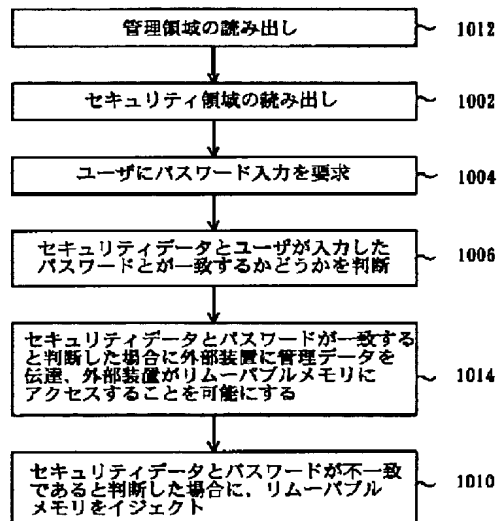 管理領域の読み出し
1012
セキュリティ領域の読み出し
1002
ユーザにパスワード入力を要求
1004
セキュリティデータとユーザが入力した
パスワードとが一致するかどうかを判断
1006
セキュリティデータとパスワードが一致する
と判断した場合に外部装置に管理データを
伝達、外部装置がリムーバブルメモリに
アクセスすることを可能にする
1014
セキュリティデータとパスワードが不一致
であると判断した場合に、リムーバブル
メモリをイジェクト
1010